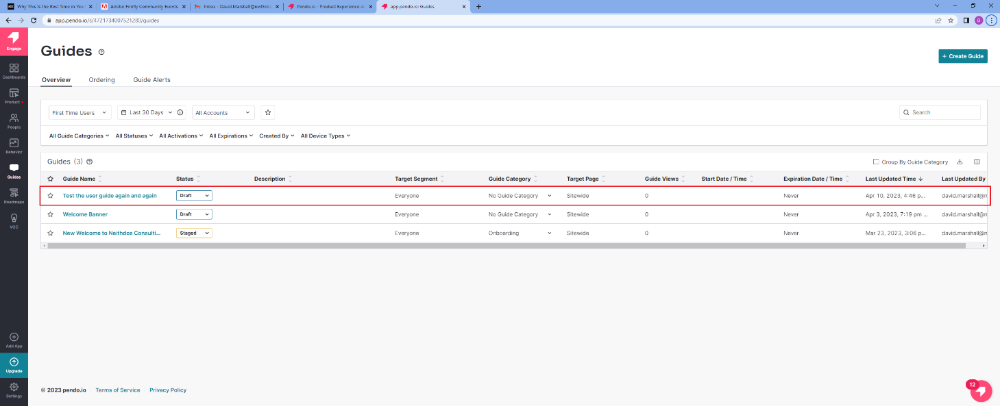 Why This Is the Best Time in Year
Adobe Firefly Community Events
Inbox - David.Marshall@neithdos
Pendo.io - Product Experience an
app.pendo.io: Guides
app.pendo.io/s/4721734007521280/guides
Engage
Dashboards
Product
People
Behavior
Guides
Roadmaps
VOC
Add App
Upgrade
Settings
Guides
+ Create Guide
Overview Ordering Guide Alerts
First Time Users Last 30 Days All Accounts Search
All Guide Categories All Statuses All Activations All Expirations Created By All Device Types
Guides (3) Group By Guide Category
Guide Name Status Description Target Segment Guide Category Target Page Guide Views Start Date / Time Expiration Date / Time Last Updated Time Last Updated By
Test the user guide again and again Draft Everyone No Guide Category Sitewide 0 Never Apr 10, 2023, 4:46 p... david.marshall@n
Welcome Banner Draft Everyone No Guide Category Sitewide 0 Never Apr 3, 2023, 7:19 pm ... david.marshall@n
New Welcome to Neithdos Consulti... Staged Everyone Onboarding Sitewide 0 Never Mar 23, 2023, 3:06 p... david.marshall@n
© 2023 pendo.io Terms of Service Privacy Policy
12